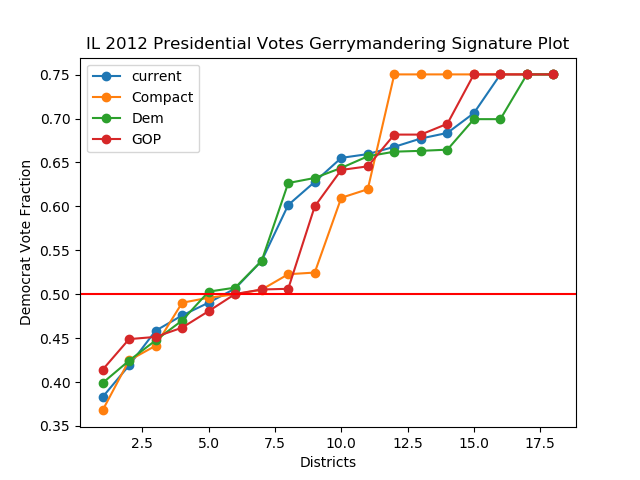 IL 2012 Presidential Votes Gerrymandering Signature Plot
current
Compact
Dem
GOP
Democrat Vote Fraction
0.75
0.70
0.65
0.60
0.55
0.50
0.45
0.40
0.35
2.5 5.0 7.5 10.0 12.5 15.0 17.5
Districts